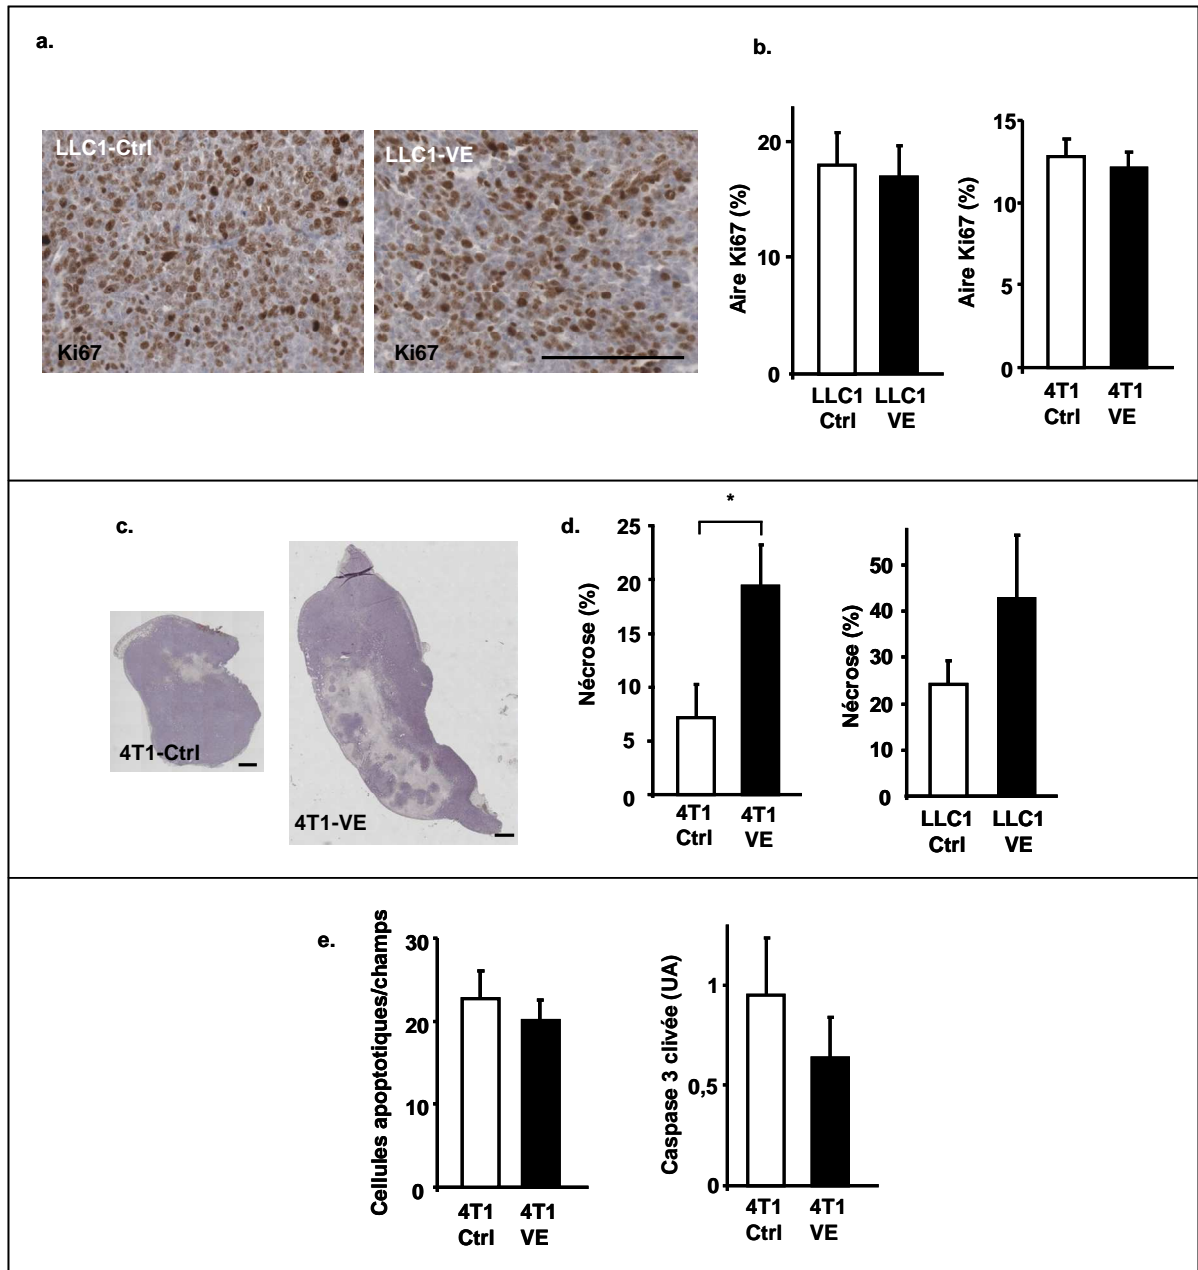 a.
LLC1-Ctrl
Ki67
LLC1-VE
Ki67
b.
Aire Ki67 (%)
20
10
0
LLC1 LLC1
Ctrl VE
Aire Ki67 (%)
15
10
5
0
4T1 4T1
Ctrl VE
c.
4T1-Ctrl
4T1-VE
d.
*
Nécrose (%)
25
20
15
10
5
0
4T1 4T1
Ctrl VE
Nécrose (%)
50
40
30
20
10
0
LLC1 LLC1
Ctrl VE
e.
Cellules apoptotiques/champs
30
20
10
0
4T1 4T1
Ctrl VE
Caspase 3 clivée (UA)
1
0,5
0
4T1 4T1
Ctrl VE